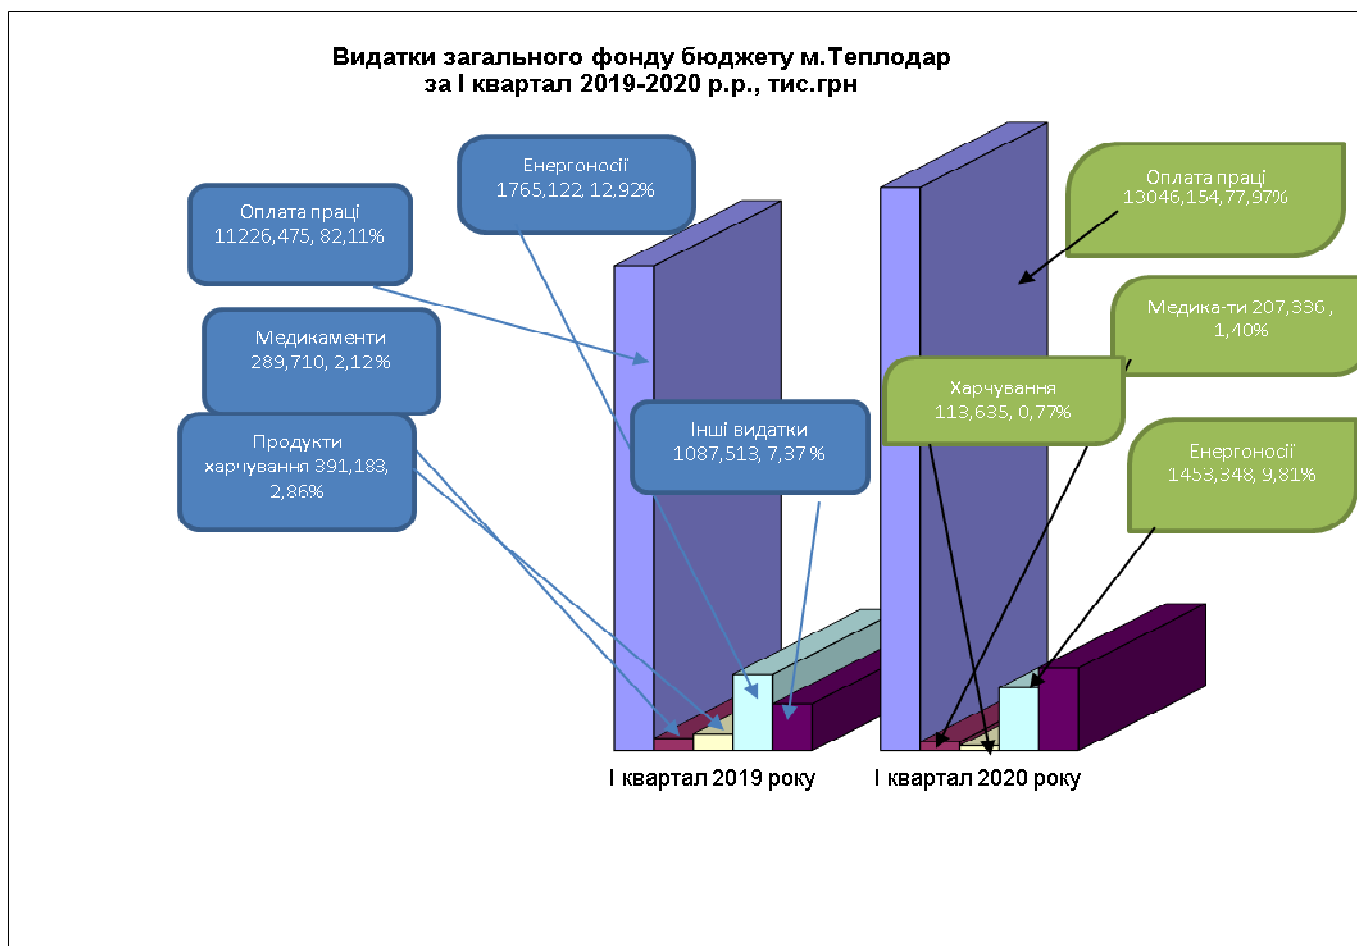 Видатки загального фонду бюджету м.Теплодар
за І квартал 2019-2020 р.р., тис.грн
Енергоносії
1765,122, 12,92%
Оплата праці
11226,475, 82,11%
Медикаменти
289,710, 2,12%
Продукти
харчування 391,183,
2,86%
Інші видатки
1087,513, 7,37%
Оплата праці
13046,154,77,97%
Медика-ти 207,336 ,
1,40%
Харчування
113,635, 0,77%
Енергоносії
1453,348, 9,81%
І квартал 2019 року
І квартал 2020 року